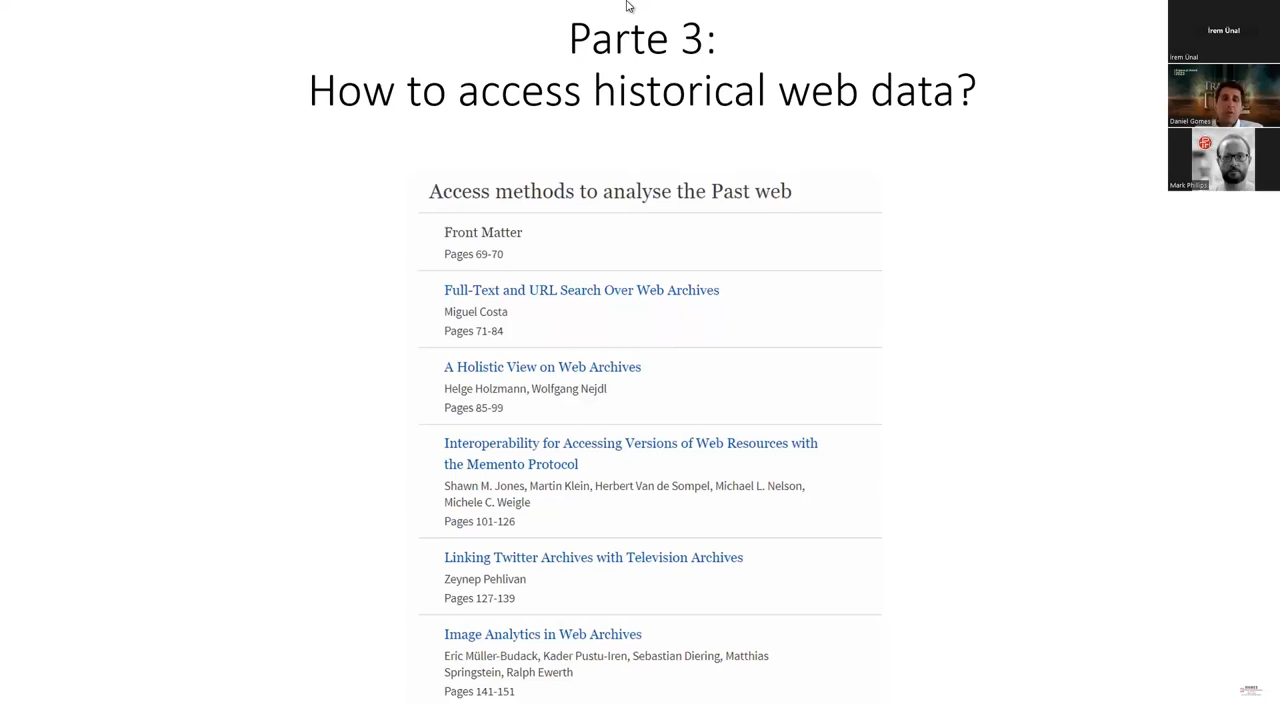 Parte 3:
How to access historical web data?
Access methods to analyse the Past web
Front Matter
Pages 69-70
Full-Text and URL Search Over Web Archives
Miguel Costa
Pages 71-84
A Holistic View on Web Archives
Helge Holzmann, Wolfgang Nejdl
Pages 85-99
Interoperability for Accessing Versions of Web Resources with
the Memento Protocol
Shawn M. Jones, Martin Klein, Herbert Van de Sompel, Michael L. Nelson,
Michele C. Weigle
Pages 101-126
Linking Twitter Archives with Television Archives
Zeynep Pehlivan
Pages 127-139
Image Analytics in Web Archives
Eric Müller-Budack, Kader Pustu-Iren, Sebastian Diering, Matthias
Springstein, Ralph Ewerth
Pages 141-151
İrem Ünal
İrem Ünal
Daniel Gomes
Mark Phillips